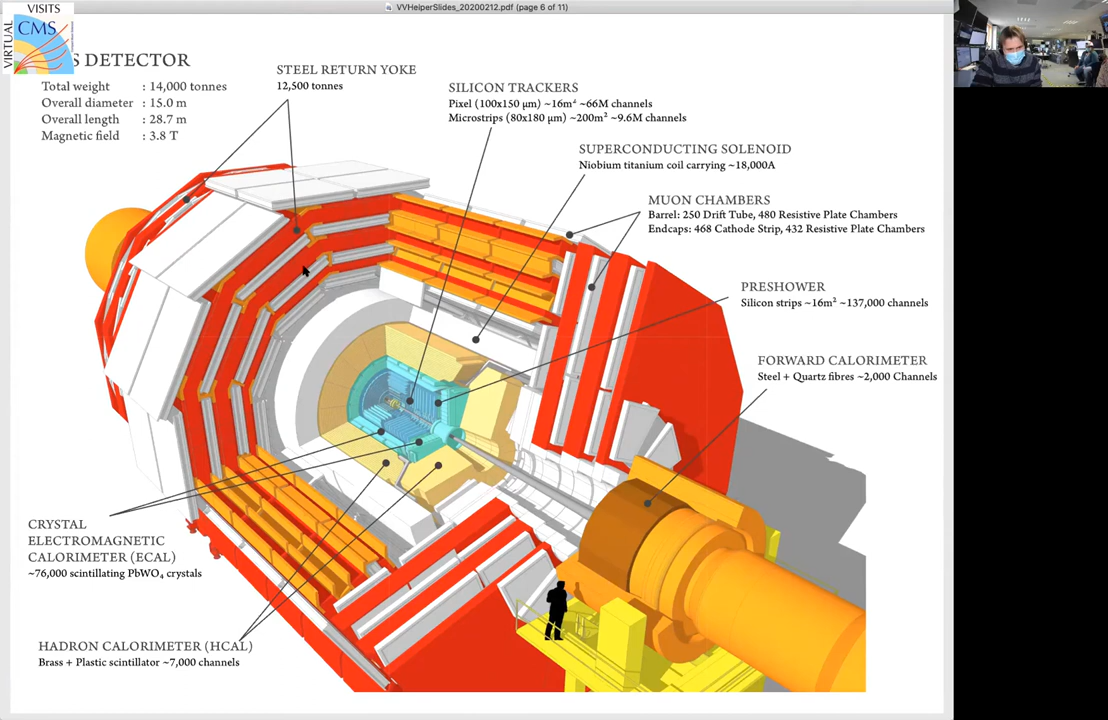 VVHelperSlides_20200212.pdf (page 6 of 11)
VISITS
VIRTUAL
CMS
S DETECTOR
Total weight : 14,000 tonnes
Overall diameter : 15.0 m
Overall length : 28.7 m
Magnetic field : 3.8 T
STEEL RETURN YOKE
12,500 tonnes
SILICON TRACKERS
Pixel (100x150 μm) ~16m² ~66M channels
Microstrips (80x180 μm) ~200m² ~9.6M channels
SUPERCONDUCTING SOLENOID
Niobium titanium coil carrying ~18,000A
MUON CHAMBERS
Barrel: 250 Drift Tube, 480 Resistive Plate Chambers
Endcaps: 468 Cathode Strip, 432 Resistive Plate Chambers
PRESHOWER
Silicon strips ~16m² ~137,000 channels
FORWARD CALORIMETER
Steel + Quartz fibres ~2,000 Channels
CRYSTAL
ELECTROMAGNETIC
CALORIMETER (ECAL)
~76,000 scintillating PbWO₄ crystals
HADRON CALORIMETER (HCAL)
Brass + Plastic scintillator ~7,000 channels